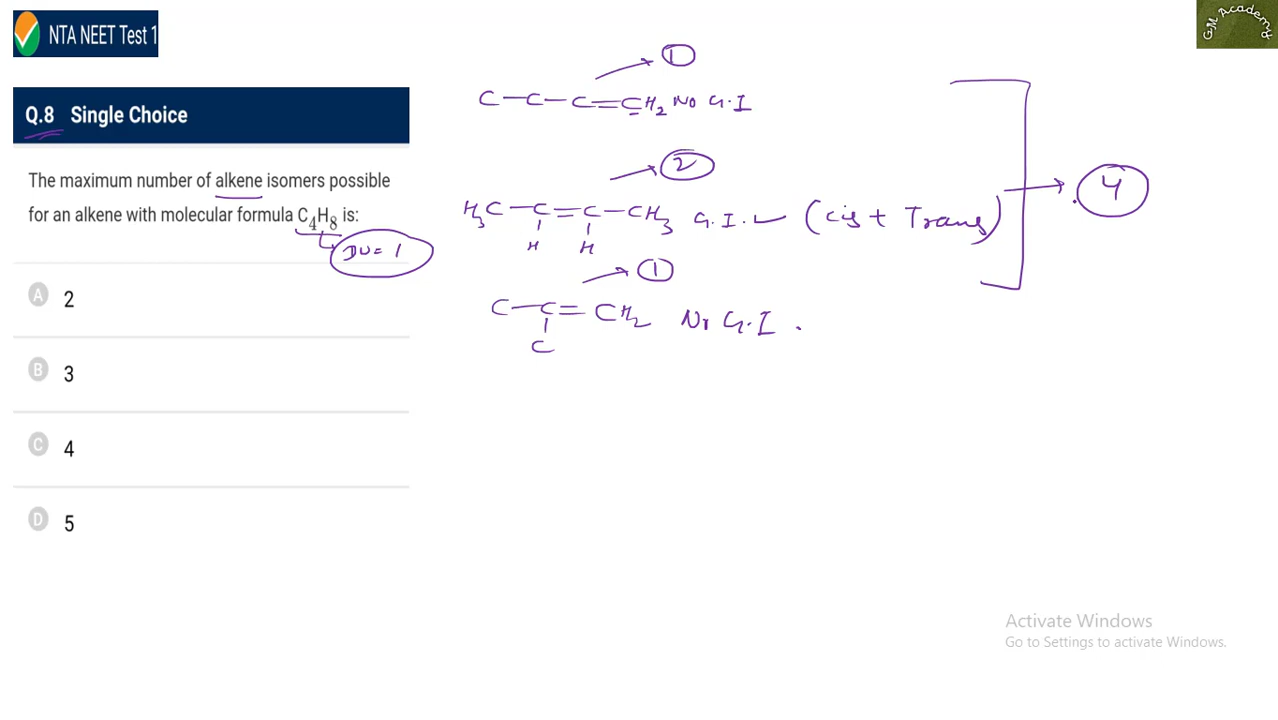 NTA NEET Test 1
GM Academy
Q.8 Single Choice
The maximum number of alkene isomers possible
for an alkene with molecular formula C₄H₈ is:
DU = 1
A 2
B 3
C 4
D 5
①
C—C—C=CH₂ No G.I
②
H₃C—C=C—CH₃ G.I. (cis + Trans)
H H
①
C—C=CH₂ No G.I.
C
4
Activate Windows
Go to Settings to activate Windows.